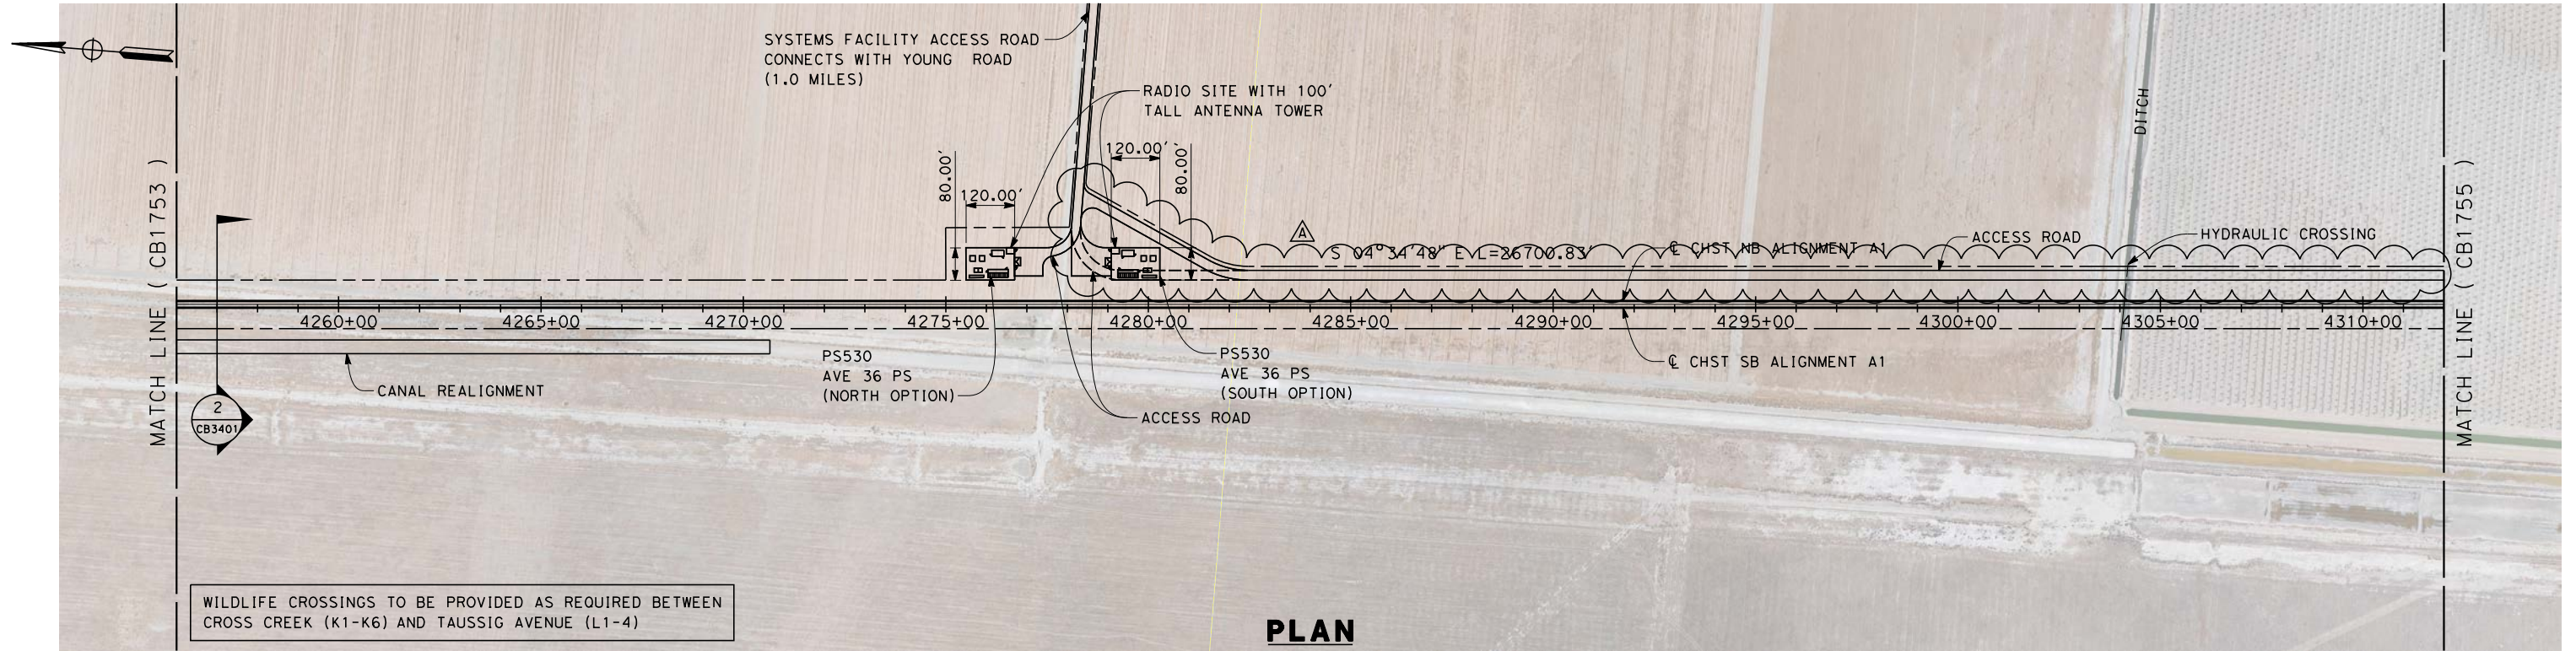 SYSTEMS FACILITY ACCESS ROAD
CONNECTS WITH YOUNG ROAD
(1.0 MILES)
RADIO SITE WITH 100'
TALL ANTENNA TOWER
DITCH
MATCH LINE ( CB1753 )
80.00'
120.00'
120.00'
80.00'
A
S 04°34'48" E L=26700.83'
℄ CHST NB ALIGNMENT A1
ACCESS ROAD
HYDRAULIC CROSSING
MATCH LINE ( CB1755 )
4260+00
4265+00
4270+00
4275+00
4280+00
4285+00
4290+00
4295+00
4300+00
4305+00
4310+00
CANAL REALIGNMENT
PS530
AVE 36 PS
(NORTH OPTION)
PS530
AVE 36 PS
(SOUTH OPTION)
℄ CHST SB ALIGNMENT A1
ACCESS ROAD
2
CB3401
WILDLIFE CROSSINGS TO BE PROVIDED AS REQUIRED BETWEEN
CROSS CREEK (K1-K6) AND TAUSSIG AVENUE (L1-4)
PLAN